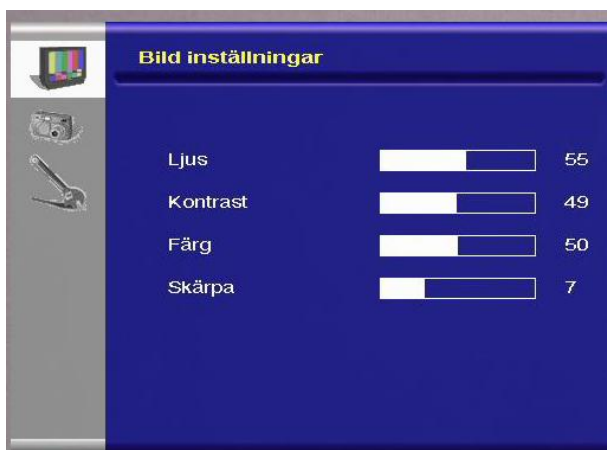 Bild inställningar
Ljus 55
Kontrast 49
Färg 50
Skärpa 7